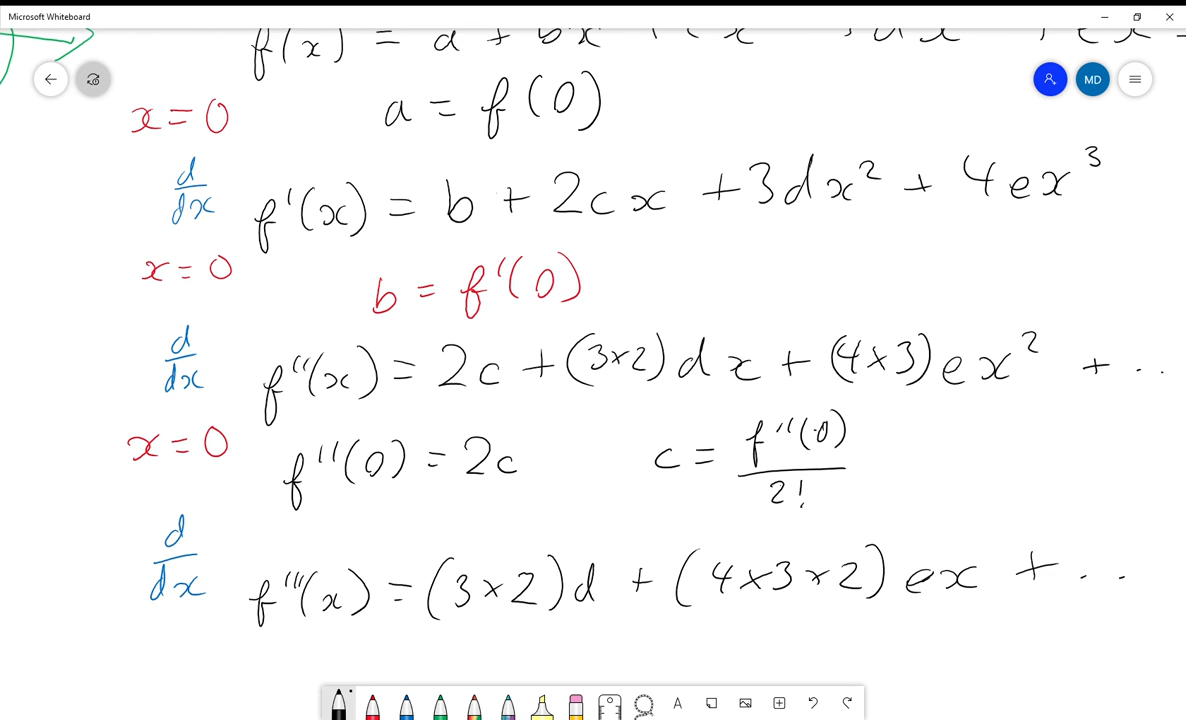 Microsoft Whiteboard
f(x) = a + bx
MD
x = 0 a = f(0)
d/dx f'(x) = b + 2cx + 3dx² + 4ex³
x = 0 b = f'(0)
d/dx f''(x) = 2c + (3×2)dx + (4×3)ex² + ...
x = 0 f''(0) = 2c c = f''(0)/2!
d/dx f'''(x) = (3×2)d + (4×3×2)ex + ...
A